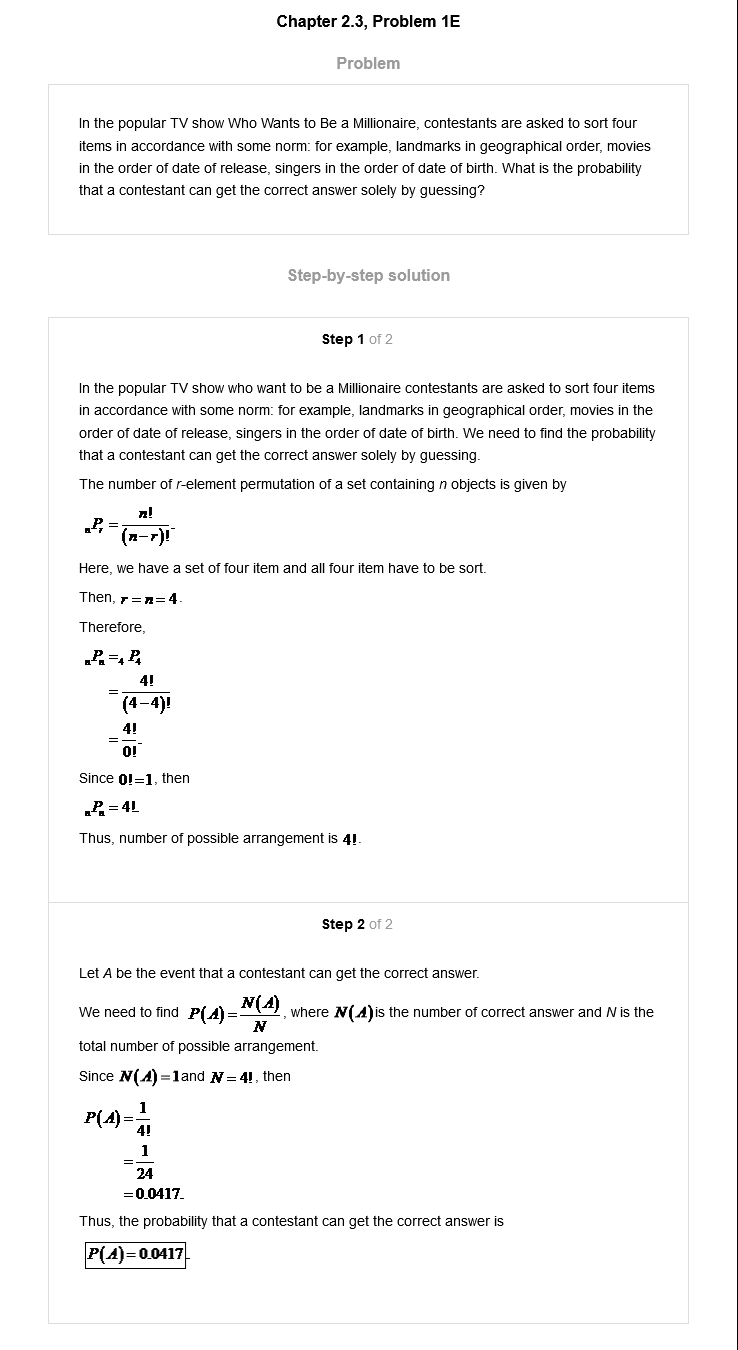 Chapter 2.3, Problem 1E
Problem
In the popular TV show Who Wants to Be a Millionaire, contestants are asked to sort four
items in accordance with some norm: for example, landmarks in geographical order, movies
in the order of date of release, singers in the order of date of birth. What is the probability
that a contestant can get the correct answer solely by guessing?
Step-by-step solution
Step 1 of 2
In the popular TV show who want to be a Millionaire contestants are asked to sort four items
in accordance with some norm: for example, landmarks in geographical order, movies in the
order of date of release, singers in the order of date of birth. We need to find the probability
that a contestant can get the correct answer solely by guessing.
The number of r-element permutation of a set containing n objects is given by
nPr = n!/(n−r)!.
Here, we have a set of four item and all four item have to be sort.
Then, r = n = 4.
Therefore,
nPn = 4P4
= 4!/(4−4)!
= 4!/0!.
Since 0!=1, then
nPn = 4!.
Thus, number of possible arrangement is 4!.
Step 2 of 2
Let A be the event that a contestant can get the correct answer.
We need to find P(A) = N(A)/N, where N(A) is the number of correct answer and N is the
total number of possible arrangement.
Since N(A)=1 and N = 4!, then
P(A) = 1/4!
= 1/24
= 0.0417.
Thus, the probability that a contestant can get the correct answer is
P(A) = 0.0417.